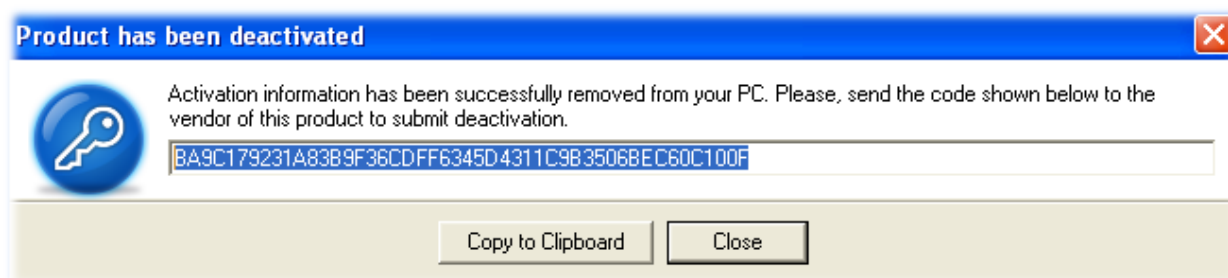 Product has been deactivated
Activation information has been successfully removed from your PC. Please, send the code shown below to the
vendor of this product to submit deactivation.
BA9C179231A83B9F36CDFF6345D4311C9B3506BEC60C100F
Copy to Clipboard
Close